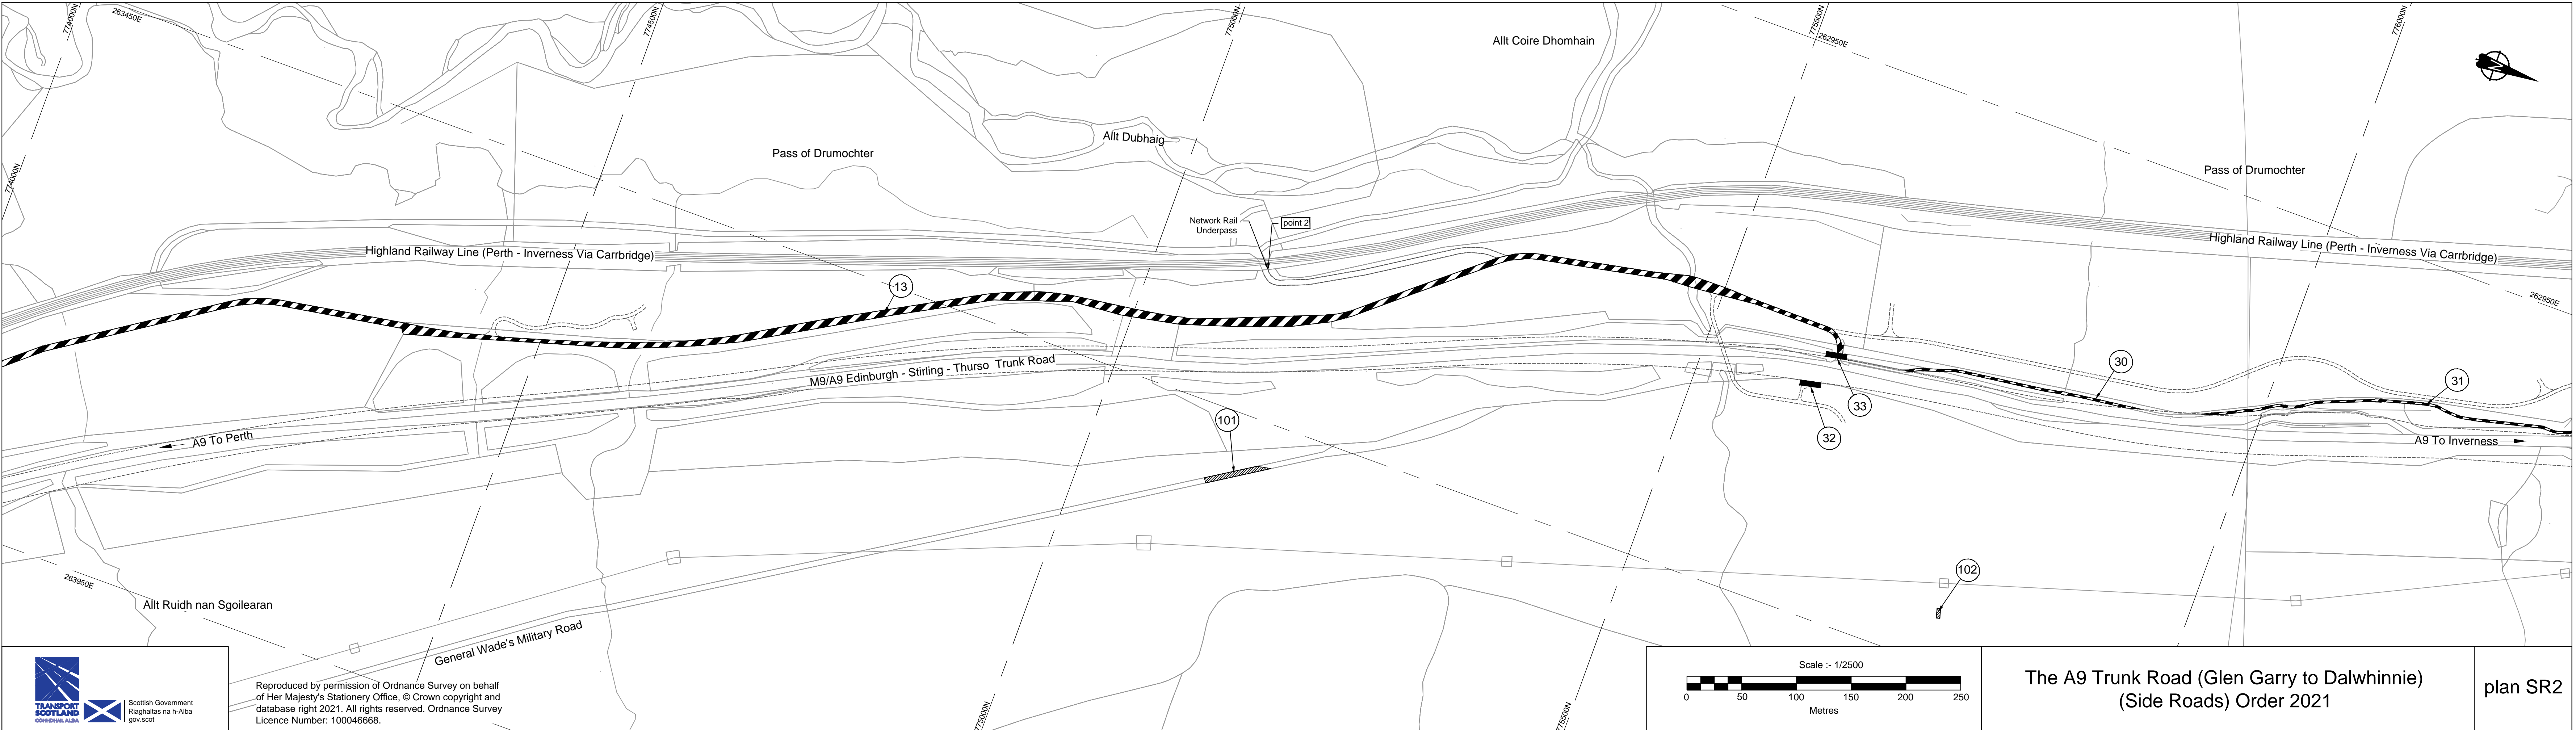 774000N
263450E
774500N
775000N
775500N
262950E
776000N
Allt Coire Dhomhain
Allt Dubhaig
Pass of Drumochter
Pass of Drumochter
774000N
Network Rail
Underpass
point 2
Highland Railway Line (Perth - Inverness Via Carrbridge)
Highland Railway Line (Perth - Inverness Via Carrbridge)
262950E
13
30
31
33
32
M9/A9 Edinburgh - Stirling - Thurso Trunk Road
A9 To Perth
A9 To Inverness
101
102
263950E
Allt Ruidh nan Sgoilearan
General Wade's Military Road
775000N
775500N
TRANSPORT
SCOTLAND
CÒMHDHAIL ALBA
Scottish Government
Riaghaltas na h-Alba
gov.scot
Reproduced by permission of Ordnance Survey on behalf
of Her Majesty's Stationery Office, © Crown copyright and
database right 2021. All rights reserved. Ordnance Survey
Licence Number: 100046668.
Scale :- 1/2500
0 50 100 150 200 250
Metres
The A9 Trunk Road (Glen Garry to Dalwhinnie)
(Side Roads) Order 2021
plan SR2